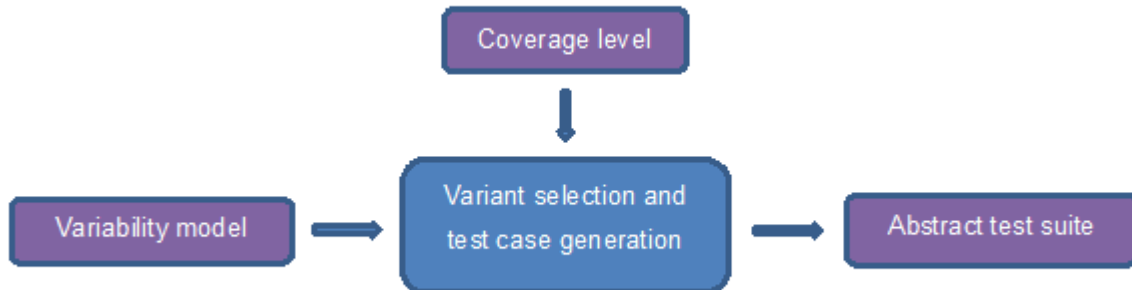 Coverage level
Variability model
Variant selection and
test case generation
Abstract test suite